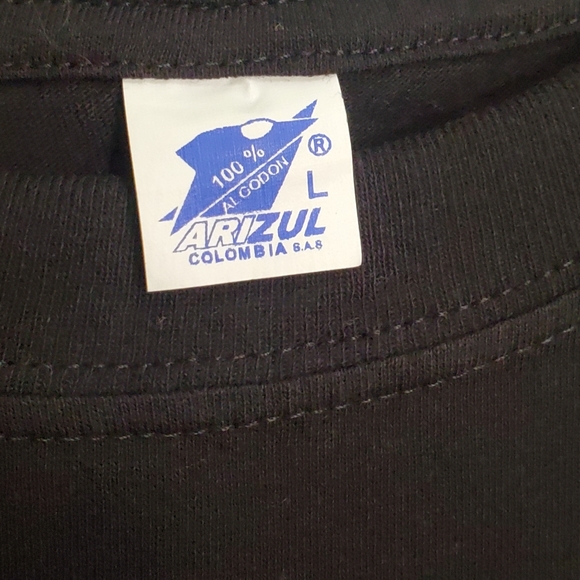 100 %
ALGODON
®
L
ARIZUL
COLOMBIA S.A.S